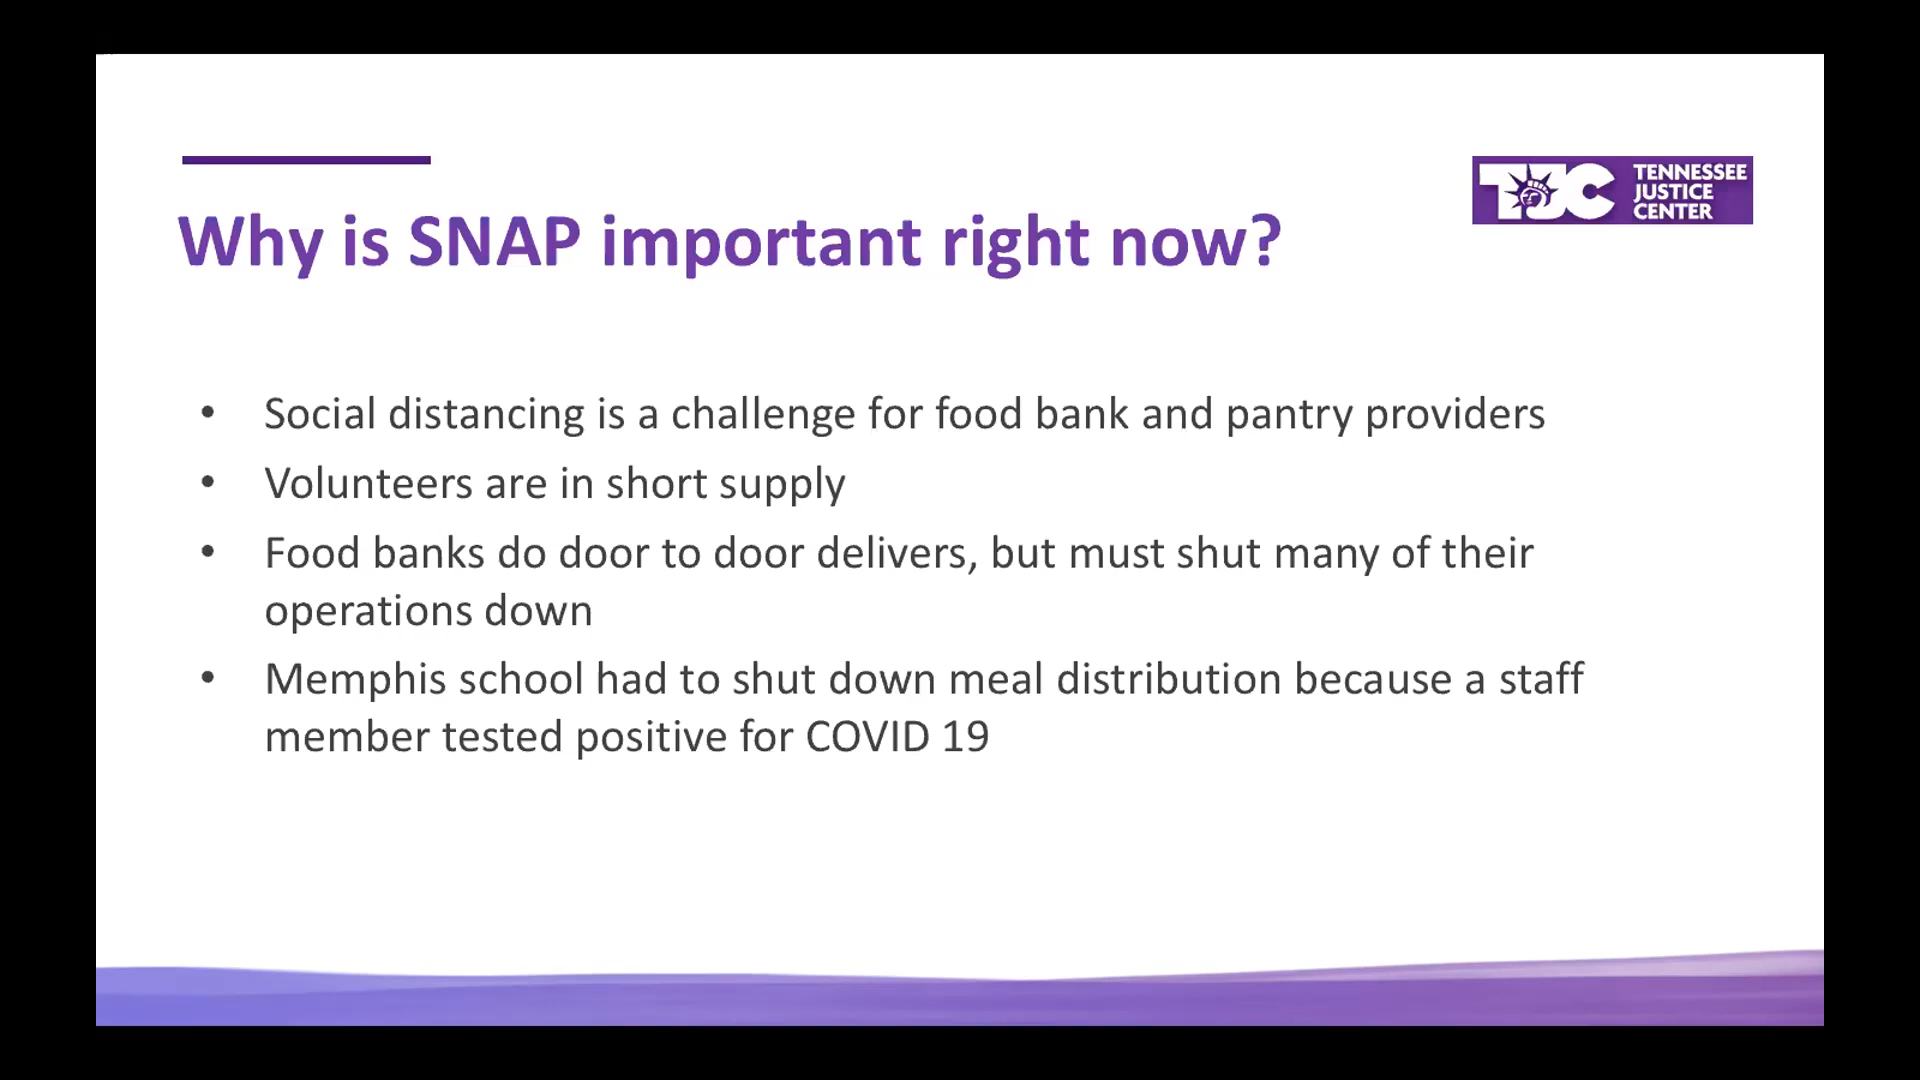 TJC TENNESSEE
JUSTICE
CENTER
Why is SNAP important right now?
• Social distancing is a challenge for food bank and pantry providers
• Volunteers are in short supply
• Food banks do door to door delivers, but must shut many of their
operations down
• Memphis school had to shut down meal distribution because a staff
member tested positive for COVID 19